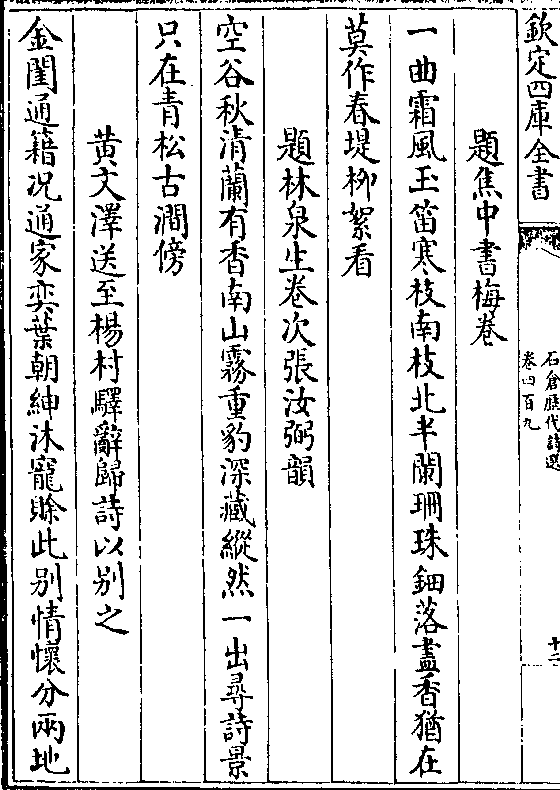 欽定四庫全書
石倉歷代詩選
卷四百九
十二
題焦中書梅卷
一曲霜風玉笛寒枝南枝北半闌珊珠鈿落盡香猶在
莫作春堤柳絮看
題林泉生卷次張汝弼韻
空谷秋清蘭有香南山霧重豹深藏縱然一出尋詩景
只在青松古澗傍
黃文澤送至楊村驛辭歸詩以别之
金閨通籍況通家奕葉朝紳沐寵賖此别情懷分兩地